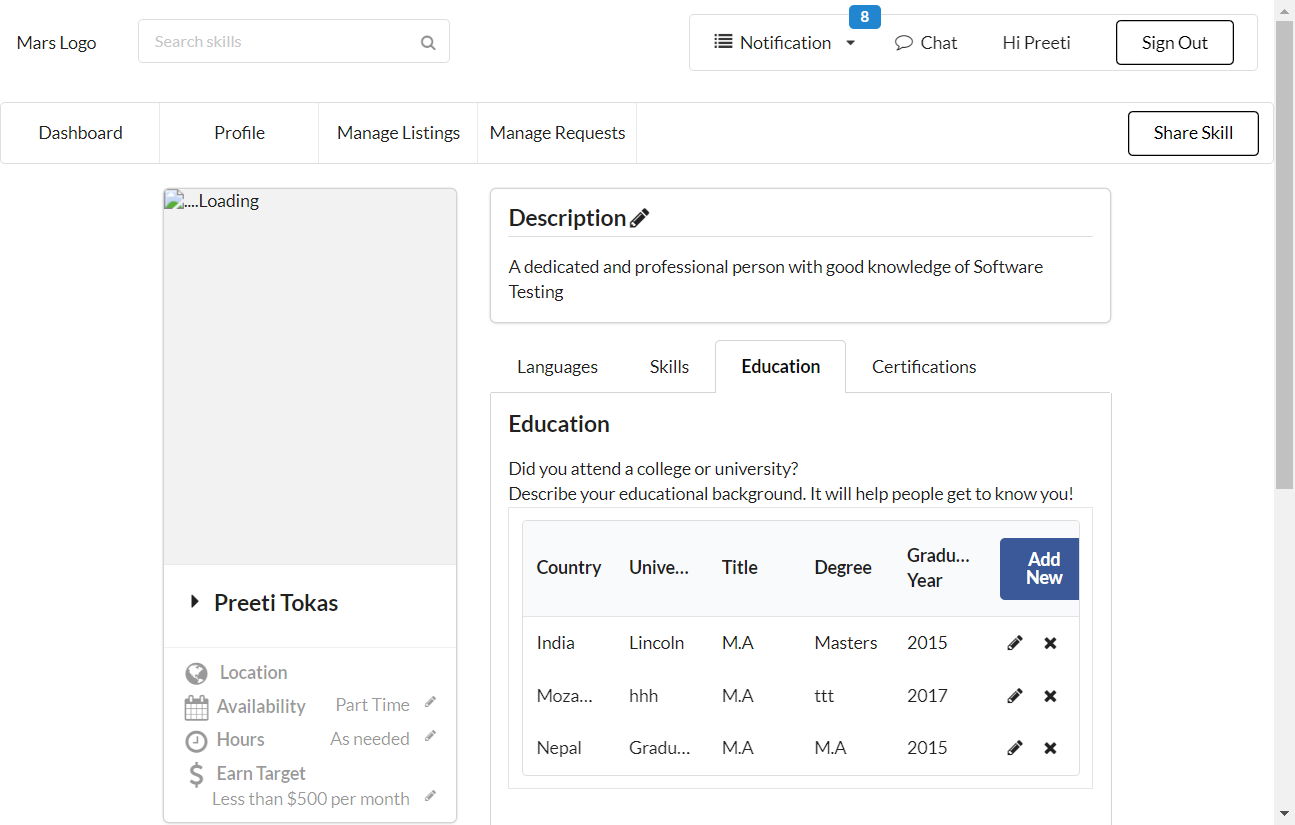 Mars Logo
Search skills
8
Notification
Chat
Hi Preeti
Sign Out
Dashboard
Profile
Manage Listings
Manage Requests
Share Skill
....Loading
Preeti Tokas
Location
Availability Part Time
Hours As needed
Earn Target
Less than $500 per month
Description
A dedicated and professional person with good knowledge of Software
Testing
Languages Skills Education Certifications
Education
Did you attend a college or university?
Describe your educational background. It will help people get to know you!
Country Unive... Title Degree Gradu... Year Add New
India Lincoln M.A Masters 2015
Moza... hhh M.A ttt 2017
Nepal Gradu... M.A M.A 2015